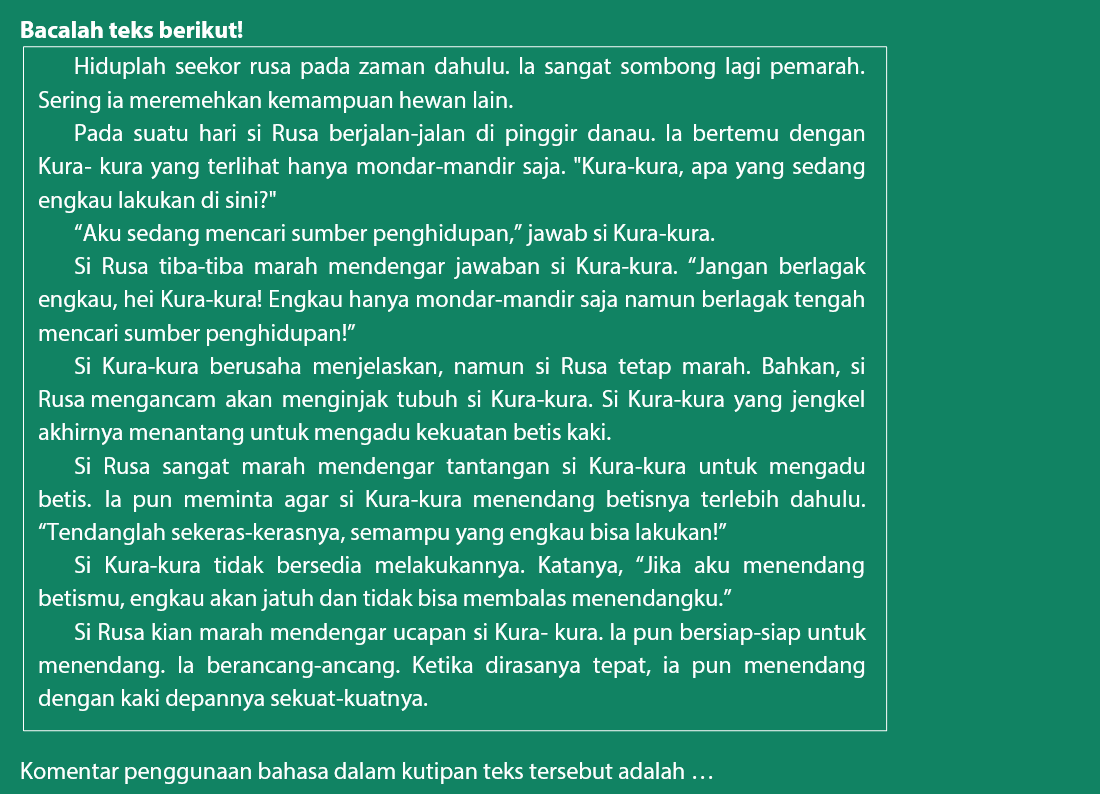 Bacalah teks berikut!
Hiduplah seekor rusa pada zaman dahulu. Ia sangat sombong lagi pemarah.
Sering ia meremehkan kemampuan hewan lain.
Pada suatu hari si Rusa berjalan-jalan di pinggir danau. Ia bertemu dengan
Kura- kura yang terlihat hanya mondar-mandir saja. "Kura-kura, apa yang sedang
engkau lakukan di sini?"
“Aku sedang mencari sumber penghidupan,” jawab si Kura-kura.
Si Rusa tiba-tiba marah mendengar jawaban si Kura-kura. “Jangan berlagak
engkau, hei Kura-kura! Engkau hanya mondar-mandir saja namun berlagak tengah
mencari sumber penghidupan!”
Si Kura-kura berusaha menjelaskan, namun si Rusa tetap marah. Bahkan, si
Rusa mengancam akan menginjak tubuh si Kura-kura. Si Kura-kura yang jengkel
akhirnya menantang untuk mengadu kekuatan betis kaki.
Si Rusa sangat marah mendengar tantangan si Kura-kura untuk mengadu
betis. Ia pun meminta agar si Kura-kura menendang betisnya terlebih dahulu.
“Tendanglah sekeras-kerasnya, semampu yang engkau bisa lakukan!”
Si Kura-kura tidak bersedia melakukannya. Katanya, “Jika aku menendang
betismu, engkau akan jatuh dan tidak bisa membalas menendangku.”
Si Rusa kian marah mendengar ucapan si Kura- kura. Ia pun bersiap-siap untuk
menendang. Ia berancang-ancang. Ketika dirasanya tepat, ia pun menendang
dengan kaki depannya sekuat-kuatnya.
Komentar penggunaan bahasa dalam kutipan teks tersebut adalah …